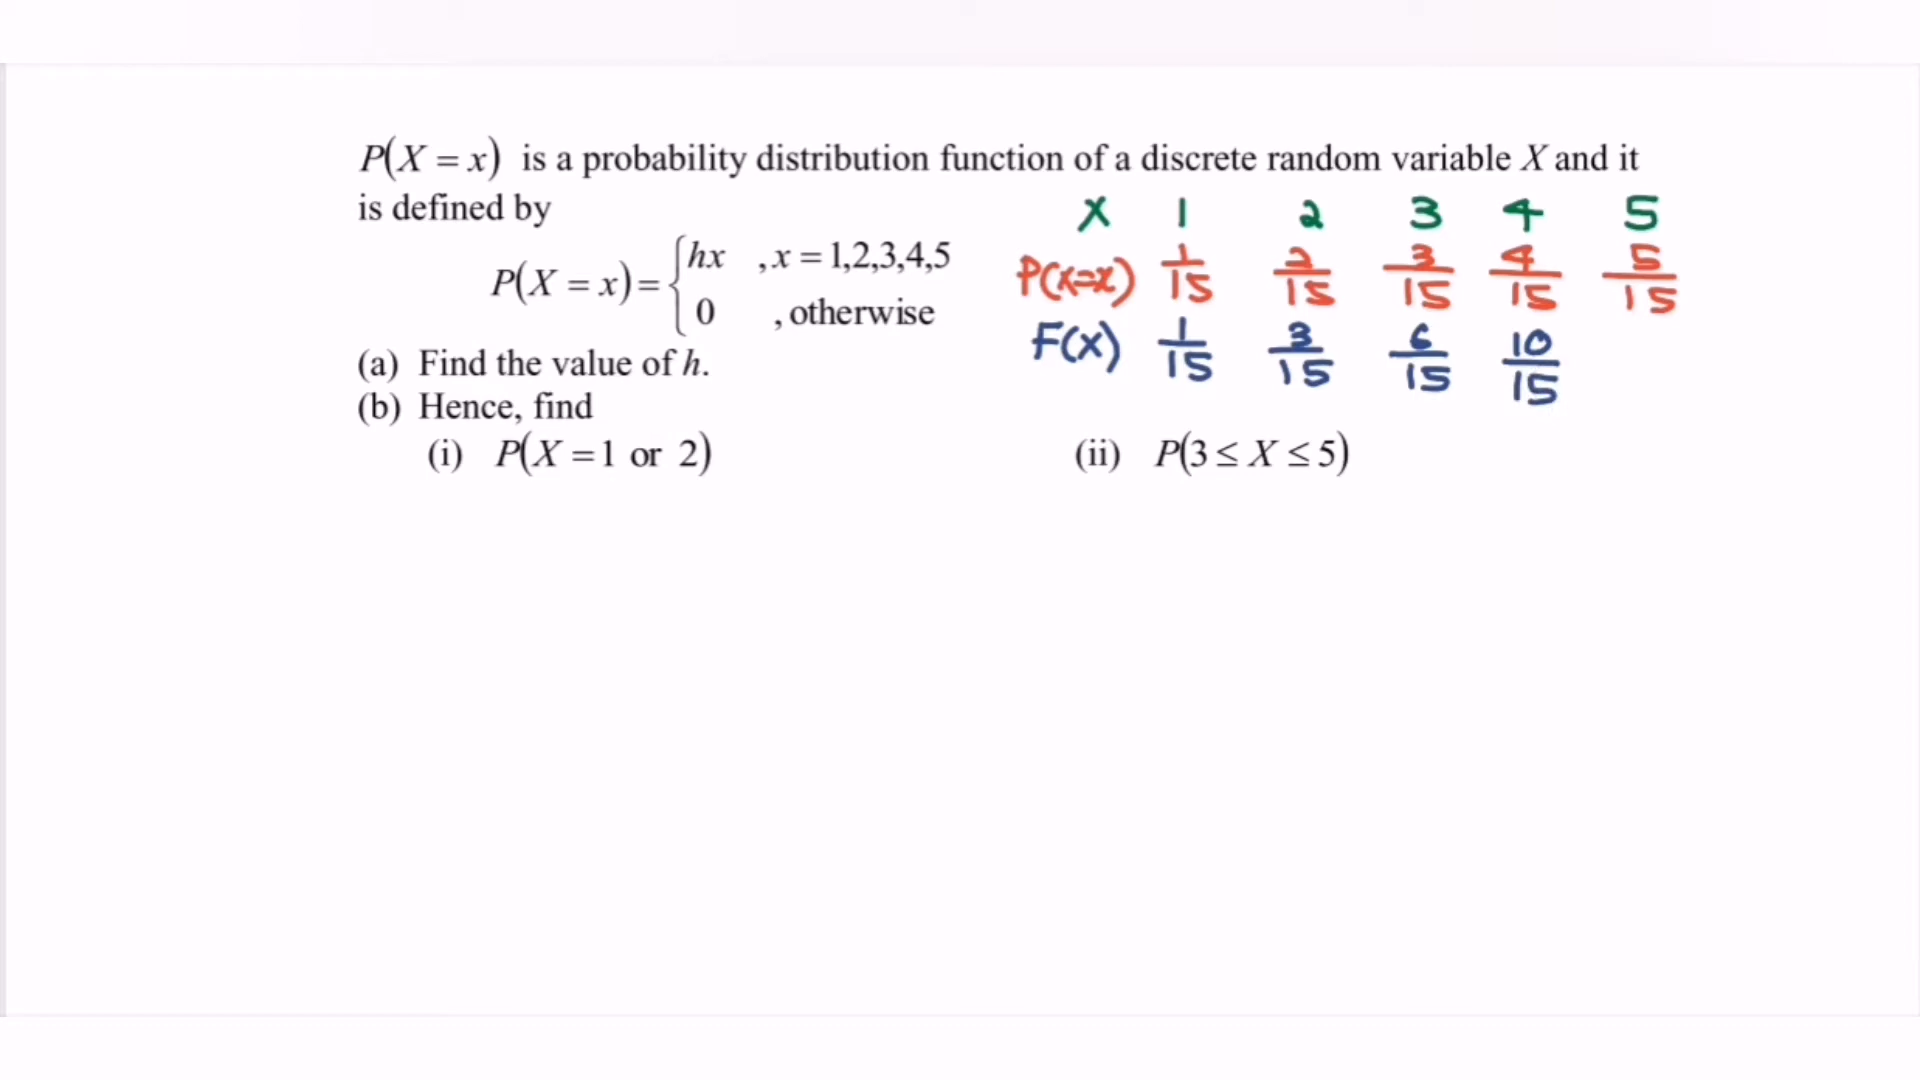 P(X = x) is a probability distribution function of a discrete random variable X and it
is defined by
X 1 2 3 4 5
P(X = x) = { hx , x = 1,2,3,4,5
0 , otherwise
P(X=x) 1/15 2/15 3/15 4/15 5/15
F(X) 1/15 3/15 6/15 10/15
(a) Find the value of h.
(b) Hence, find
(i) P(X = 1 or 2) (ii) P(3 ≤ X ≤ 5)